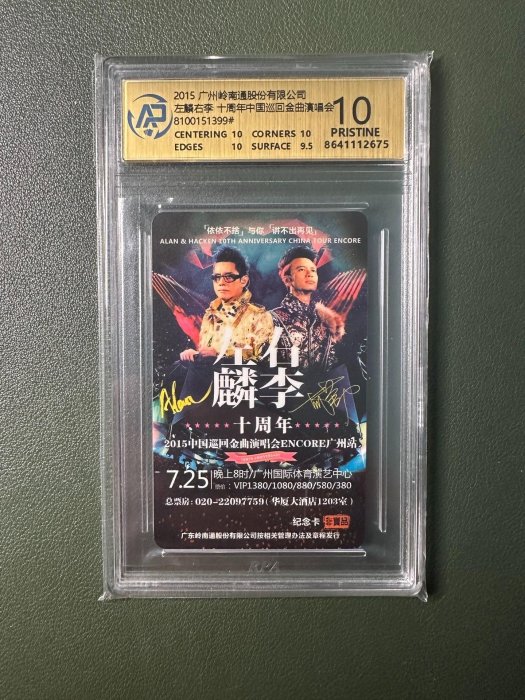 2015 广州岭南通股份有限公司
左麟右李 十周年中国巡回金曲演唱会
8100151399#
CENTERING 10 CORNERS 10
EDGES 10 SURFACE 9.5
10
PRISTINE
8641112675
「依依不捨」与你「讲不出再见」
ALAN & HACKEN 10TH ANNIVERSARY CHINA TOUR ENCORE
左右
麟李
Alan
十周年
2015中国巡回金曲演唱会ENCORE广州站
7.25 晚上8时/广州国际体育演艺中心
VIP1380/1080/880/580/380
总票房: 020-22097759(华厦大酒店1203室)
纪念卡 非賣品
广东岭南通股份有限公司按相关管理办法及章程发行